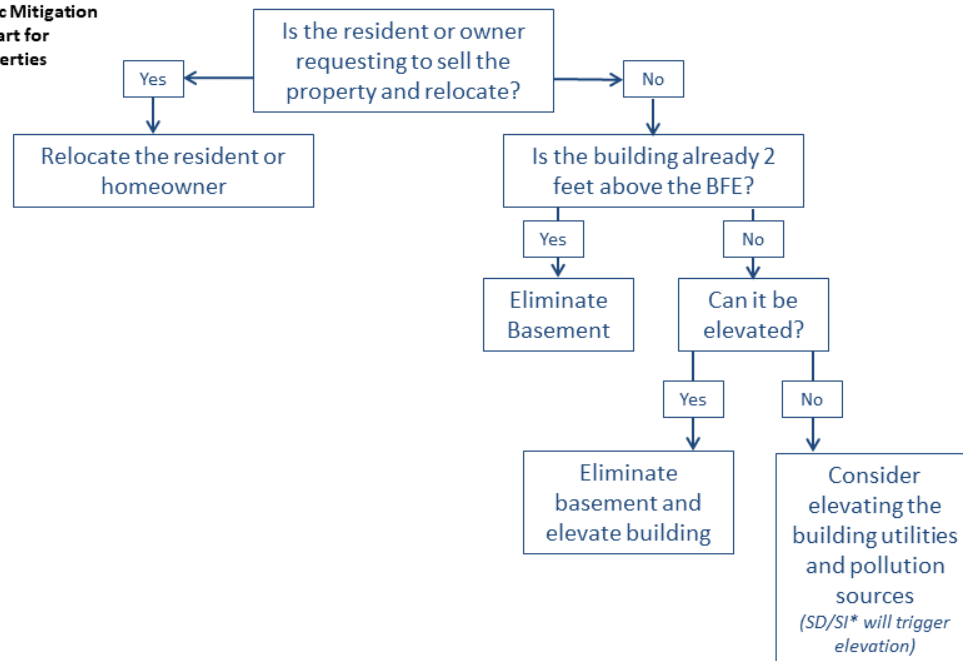 c Mitigation
art for
erties
Is the resident or owner
requesting to sell the
property and relocate?
Yes
No
Relocate the resident or
homeowner
Is the building already 2
feet above the BFE?
Yes
No
Eliminate
Basement
Can it be
elevated?
Yes
No
Eliminate
basement and
elevate building
Consider
elevating the
building utilities
and pollution
sources
(SD/SI* will trigger
elevation)